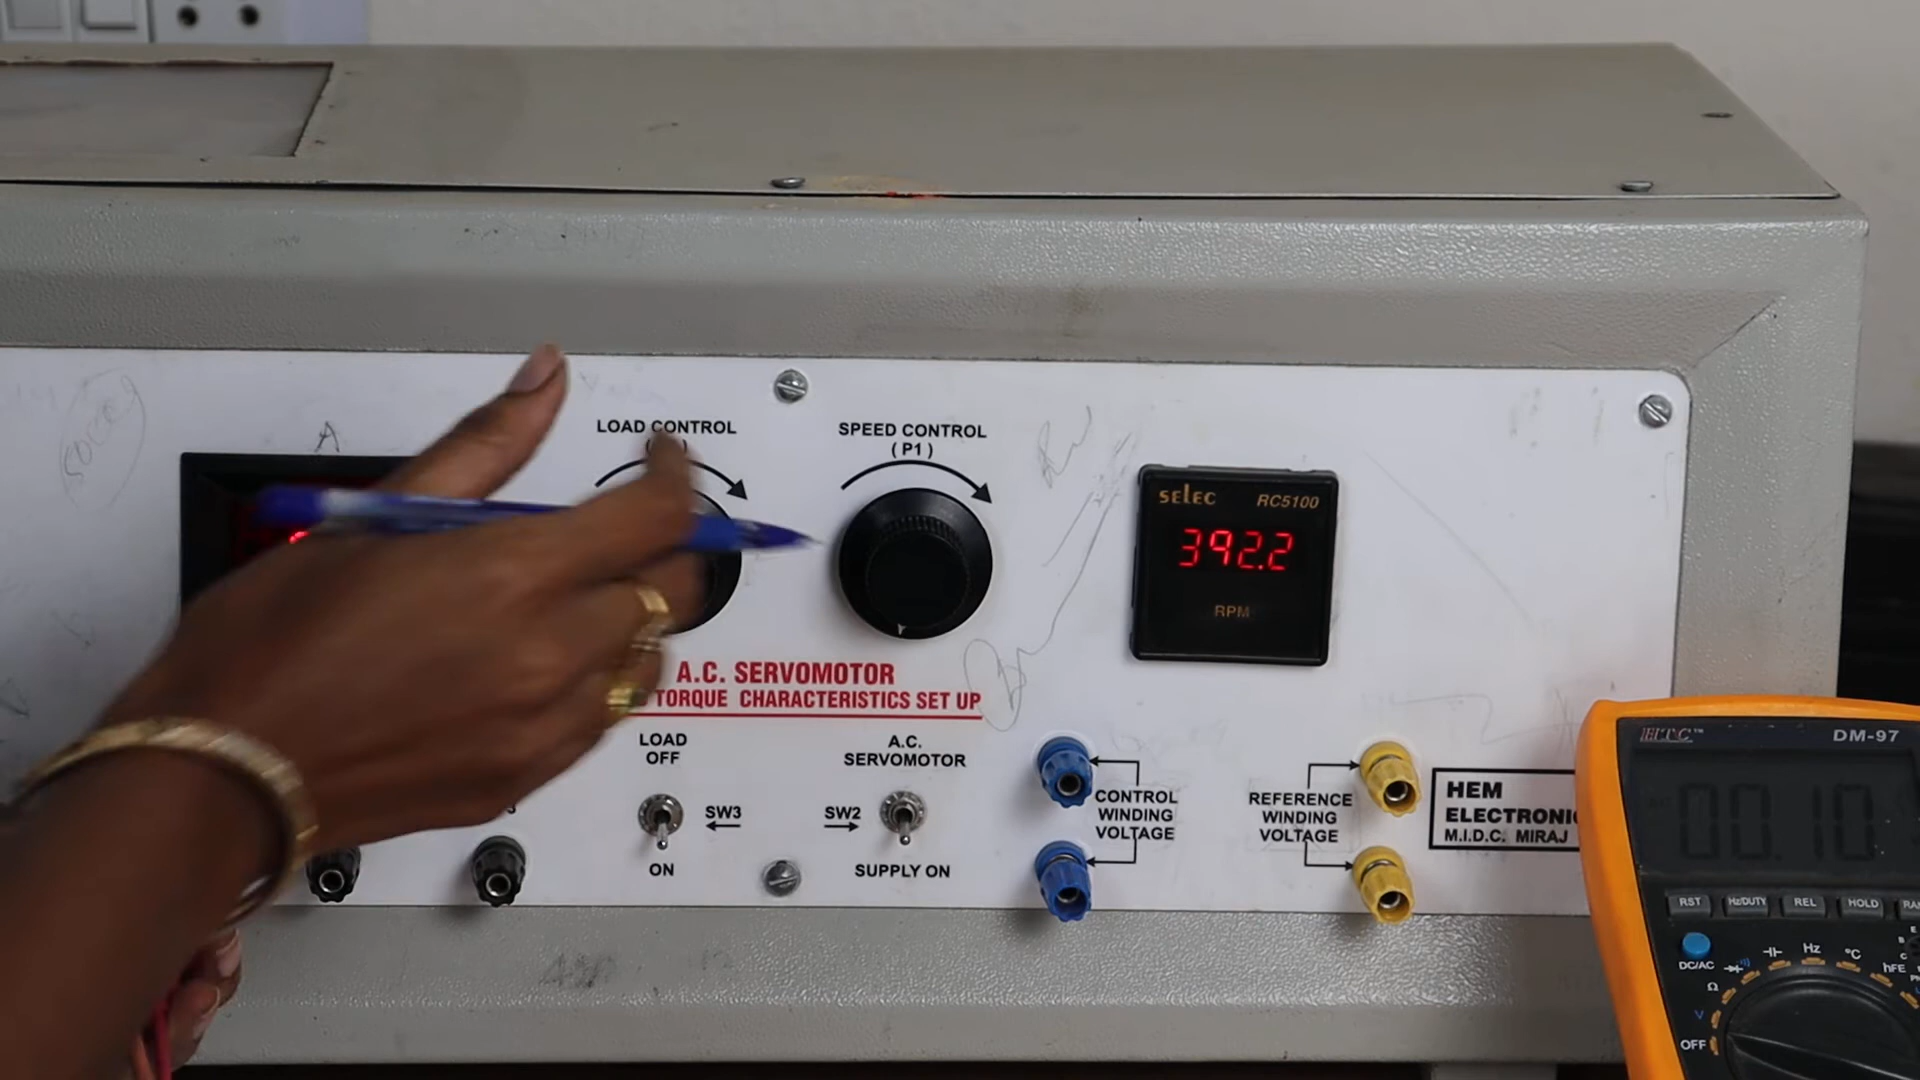 A
LOAD CONTROL
SPEED CONTROL
( P1 )
selec RC5100
392.2
RPM
A.C. SERVOMOTOR
TORQUE CHARACTERISTICS SET UP
LOAD
OFF
SW3
ON
A.C.
SERVOMOTOR
SW2
SUPPLY ON
CONTROL
WINDING
VOLTAGE
REFERENCE
WINDING
VOLTAGE
HEM
ELECTRONIC
M.I.D.C. MIRAJ
DM-97
00.10
RST
Hz/DUTY
REL
HOLD
DC/AC
Hz
°C
hFE
Ω
V
OFF